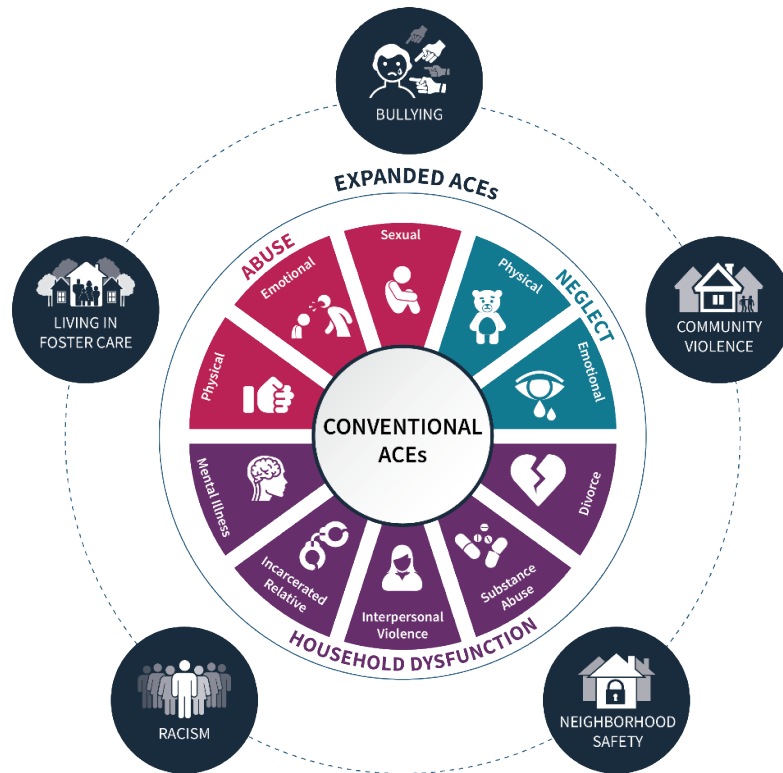 BULLYING
EXPANDED ACEs
LIVING IN
FOSTER CARE
COMMUNITY
VIOLENCE
ABUSE
NEGLECT
Physical
Emotional
Sexual
Physical
Emotional
CONVENTIONAL
ACEs
Mental Illness
Incarcerated
Relative
Interpersonal
Violence
Substance
Abuse
Divorce
HOUSEHOLD DYSFUNCTION
RACISM
NEIGHBORHOOD
SAFETY